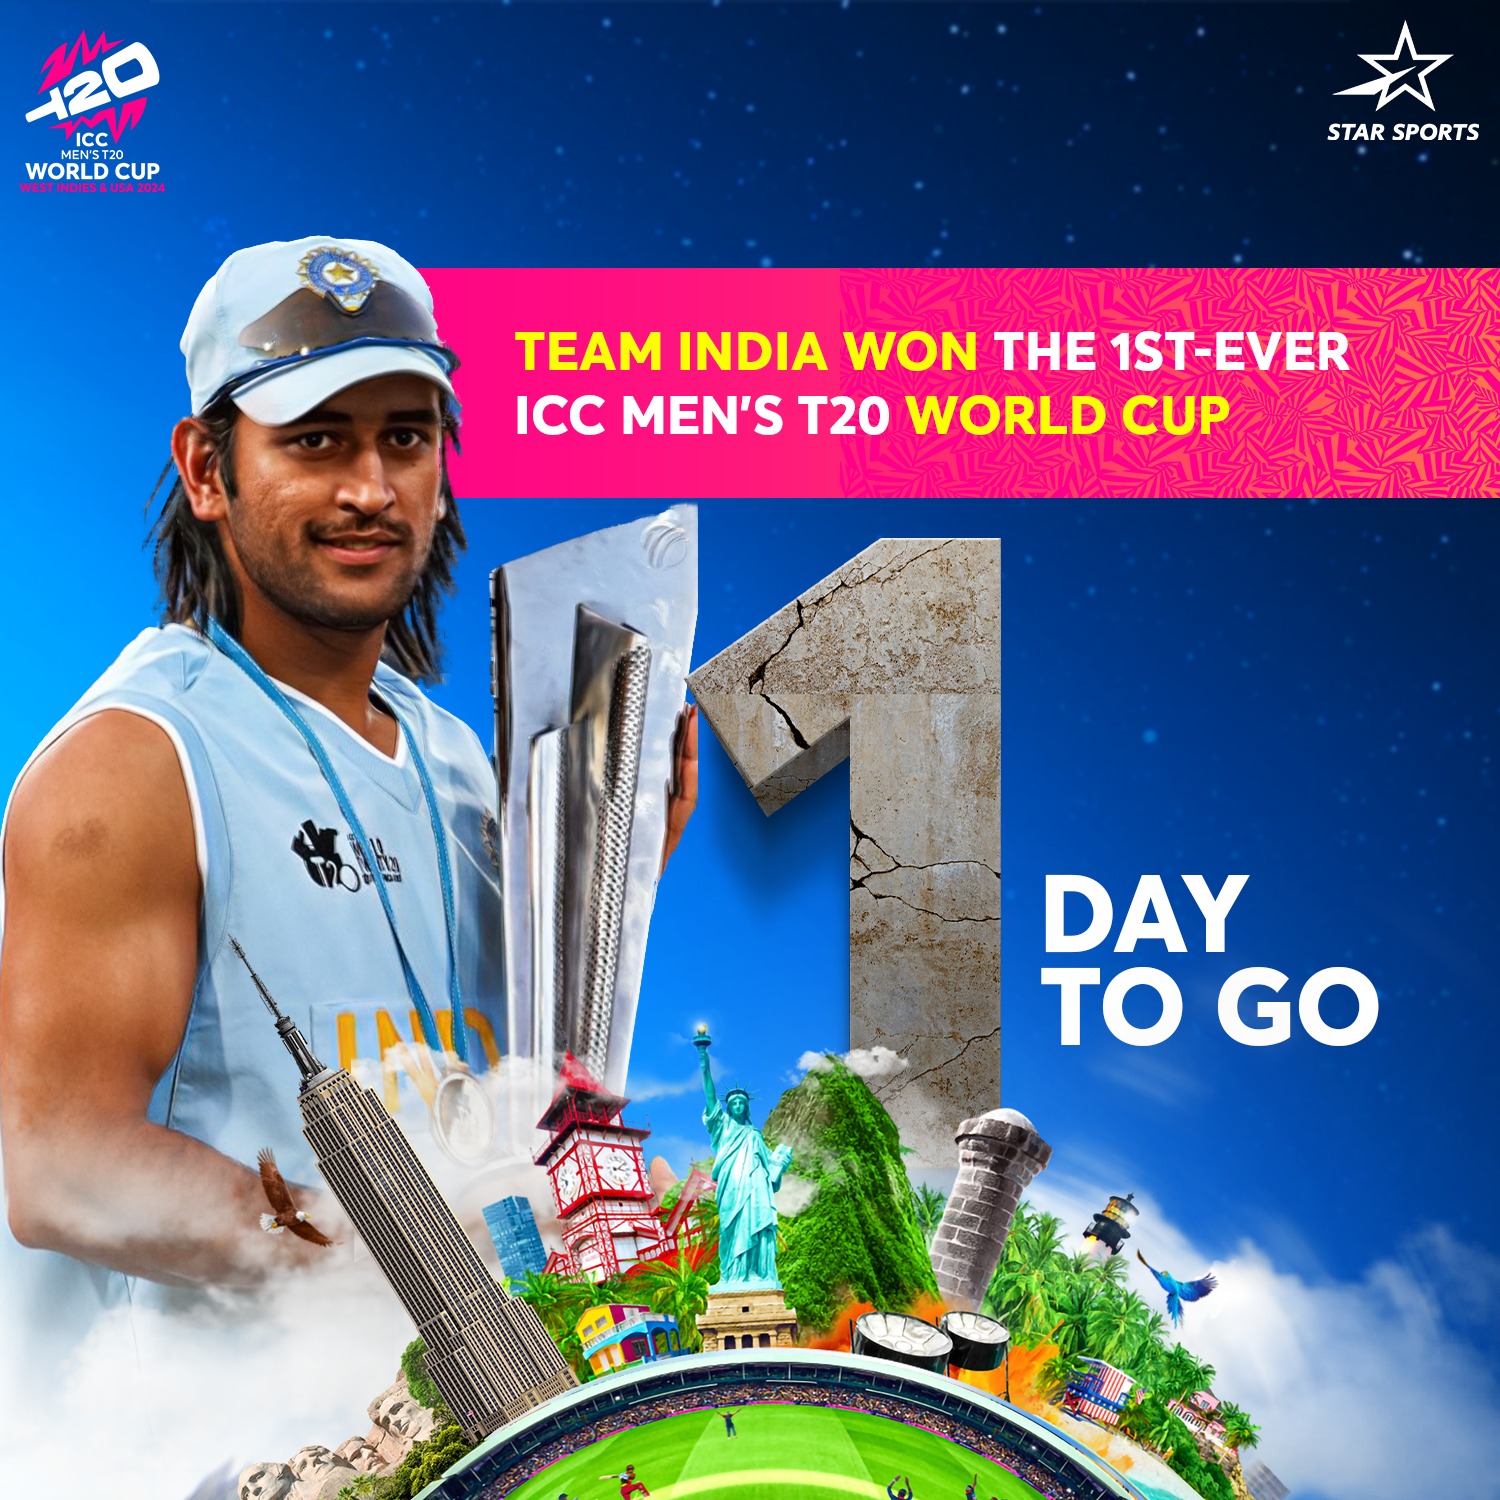 T20
ICC
MEN'S T20
WORLD CUP
WEST INDIES & USA 2024
STAR SPORTS
TEAM INDIA WON THE 1ST-EVER
ICC MEN'S T20 WORLD CUP
1
DAY
TO GO
IND